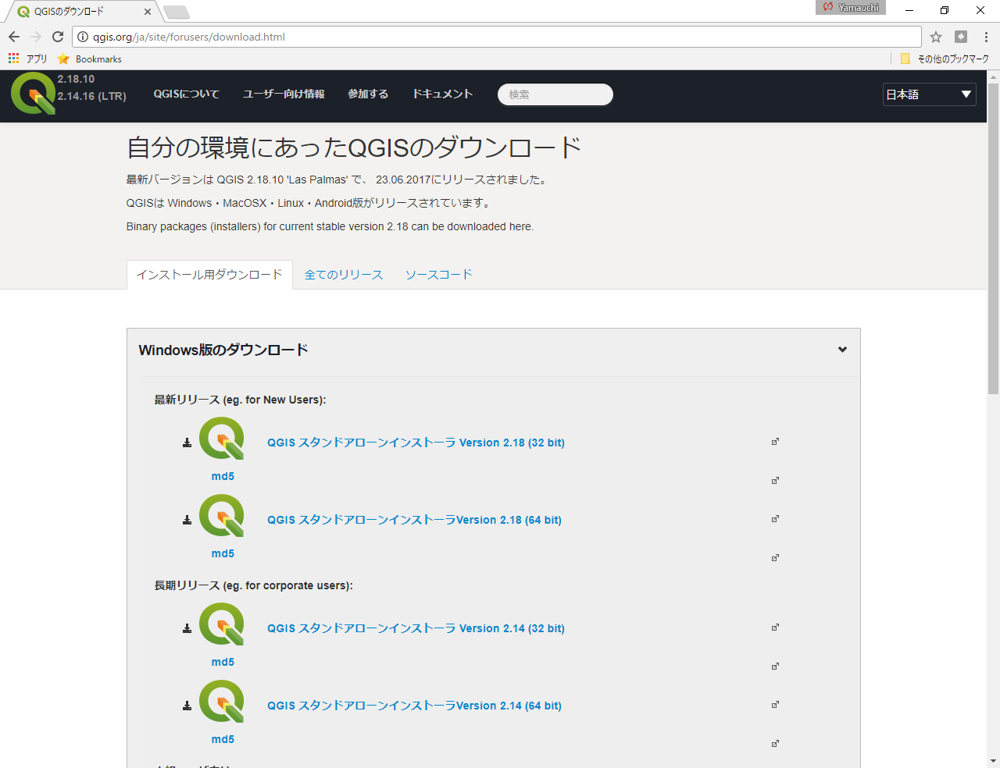 QGISのダウンロード
Yamauchi
qgis.org/ja/site/forusers/download.html
アプリ Bookmarks その他のブックマーク
2.18.10
2.14.16 (LTR)
QGISについて ユーザー向け情報 参加する ドキュメント 検索 日本語
自分の環境にあったQGISのダウンロード
最新バージョンは QGIS 2.18.10 'Las Palmas' で、 23.06.2017にリリースされました。
QGISは Windows・MacOSX・Linux・Android版がリリースされています。
Binary packages (installers) for current stable version 2.18 can be downloaded here.
インストール用ダウンロード 全てのリリース ソースコード
Windows版のダウンロード
最新リリース (eg. for New Users):
QGIS スタンドアローンインストーラ Version 2.18 (32 bit)
md5
QGIS スタンドアローンインストーラVersion 2.18 (64 bit)
md5
長期リリース (eg. for corporate users):
QGIS スタンドアローンインストーラ Version 2.14 (32 bit)
md5
QGIS スタンドアローンインストーラVersion 2.14 (64 bit)
md5